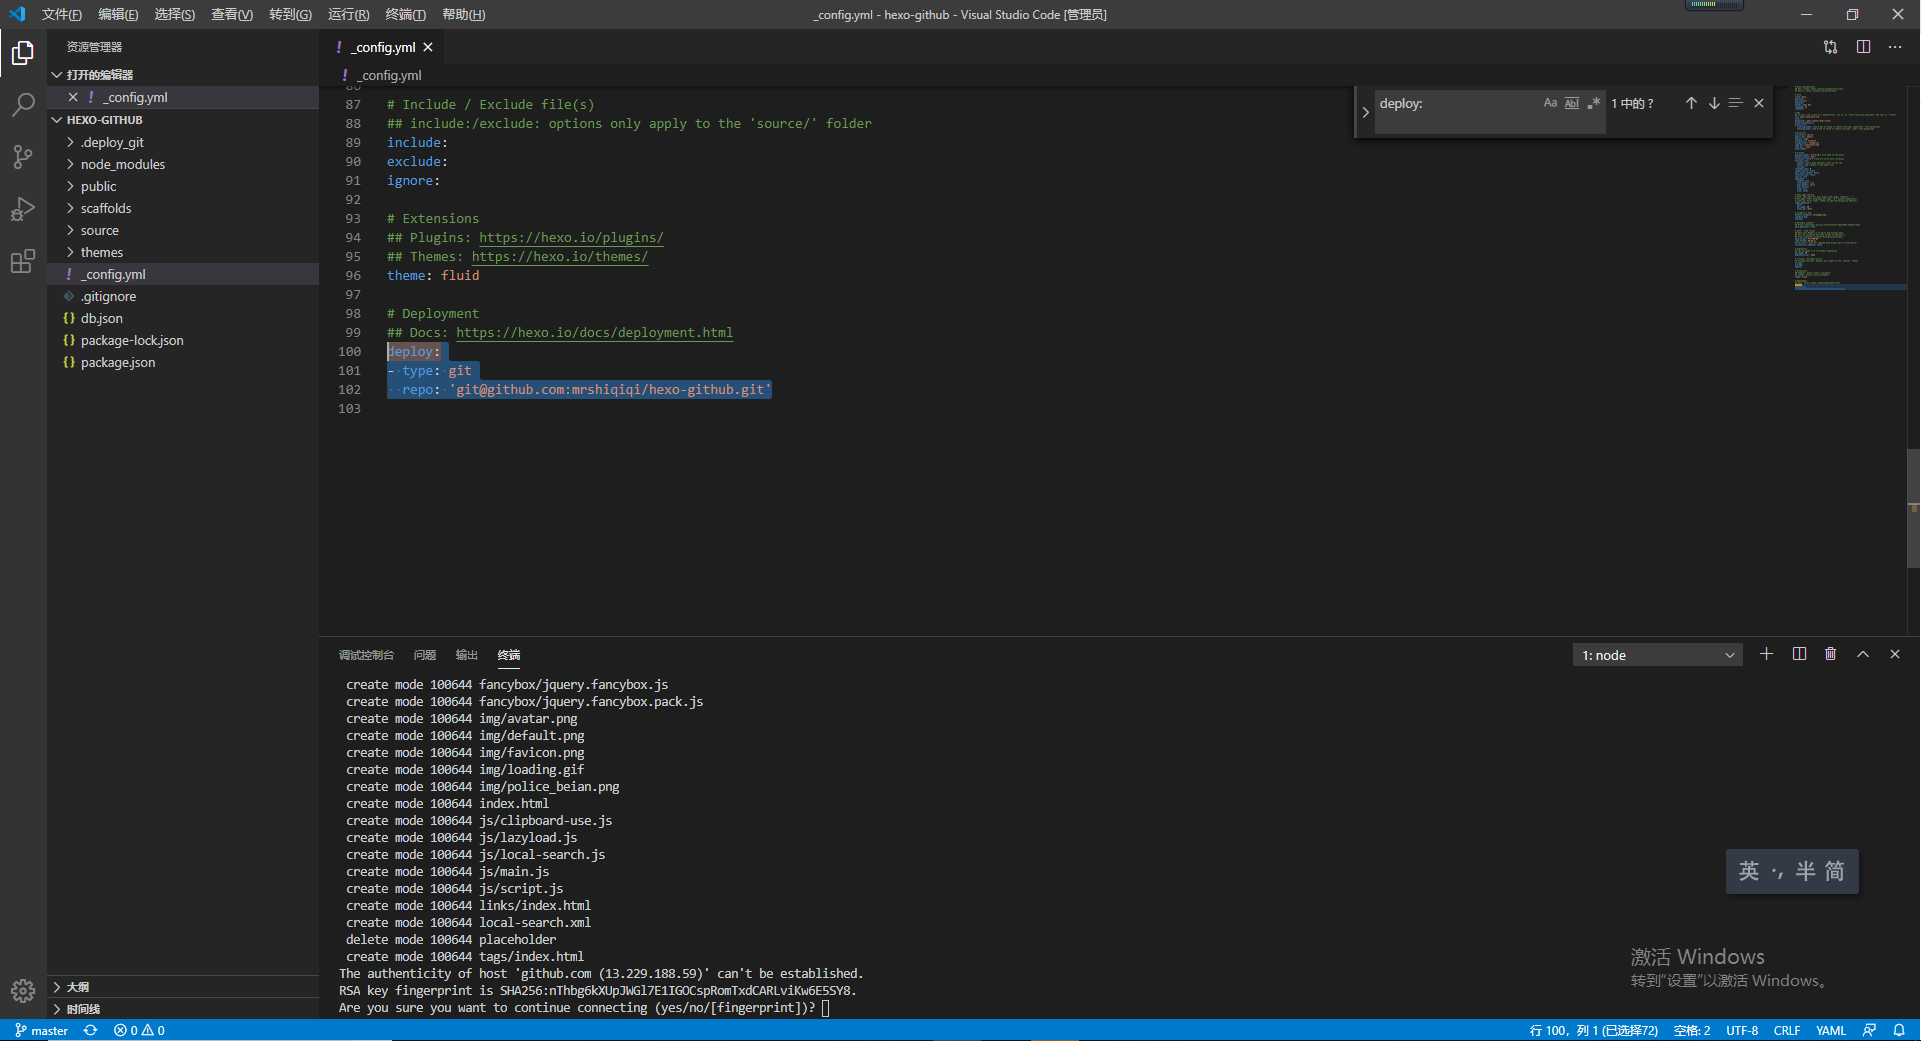 文件(F) 编辑(E) 选择(S) 查看(V) 转到(G) 运行(R) 终端(T) 帮助(H)
_config.yml - hexo-github - Visual Studio Code [管理员]
资源管理器
打开的编辑器
_config.yml
HEXO-GITHUB
.deploy_git
node_modules
public
scaffolds
source
themes
_config.yml
.gitignore
db.json
package-lock.json
package.json
大纲
时间线
_config.yml
_config.yml
deploy:
Aa Abl .*
1 中的 ?
87 # Include / Exclude file(s)
88 ## include:/exclude: options only apply to the 'source/' folder
89 include:
90 exclude:
91 ignore:
92
93 # Extensions
94 ## Plugins: https://hexo.io/plugins/
95 ## Themes: https://hexo.io/themes/
96 theme: fluid
97
98 # Deployment
99 ## Docs: https://hexo.io/docs/deployment.html
100 deploy:
101 - type: git
102   repo: 'git@github.com:mrshiqiqi/hexo-github.git'
103
调试控制台 问题 输出 终端
1: node
create mode 100644 fancybox/jquery.fancybox.js
create mode 100644 fancybox/jquery.fancybox.pack.js
create mode 100644 img/avatar.png
create mode 100644 img/default.png
create mode 100644 img/favicon.png
create mode 100644 img/loading.gif
create mode 100644 img/police_beian.png
create mode 100644 index.html
create mode 100644 js/clipboard-use.js
create mode 100644 js/lazyload.js
create mode 100644 js/local-search.js
create mode 100644 js/main.js
create mode 100644 js/script.js
create mode 100644 links/index.html
create mode 100644 local-search.xml
delete mode 100644 placeholder
create mode 100644 tags/index.html
The authenticity of host 'github.com (13.229.188.59)' can't be established.
RSA key fingerprint is SHA256:nThbg6kXUpJWGl7E1IGOCspRomTxdCARLviKw6E5SY8.
Are you sure you want to continue connecting (yes/no/[fingerprint])?
英 ·, 半 简
激活 Windows
转到“设置”以激活 Windows。
master
0 0
行 100，列 1 (已选择72) 空格: 2 UTF-8 CRLF YAML